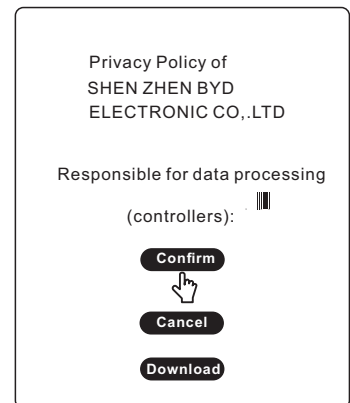 Privacy Policy of
SHEN ZHEN BYD
ELECTRONIC CO,.LTD
Responsible for data processing
(controllers):
Confirm
Cancel
Download